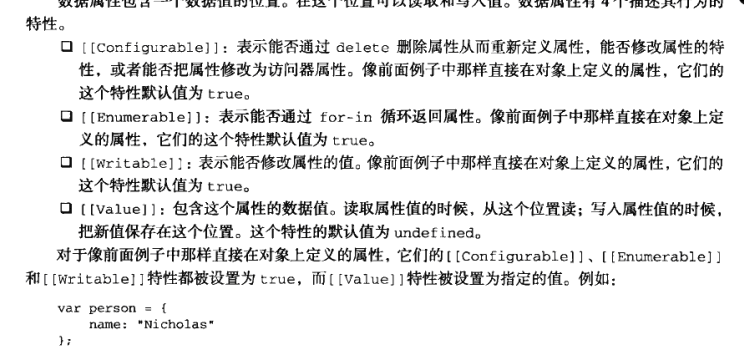 数据属性包含一个数据值的位置。在这个位置可以读取和写入值。数据属性有 4 个描述其行为的
特性。
❑ [[Configurable]]：表示能否通过 delete 删除属性从而重新定义属性，能否修改属性的特
性，或者能否把属性修改为访问器属性。像前面例子中那样直接在对象上定义的属性，它们的
这个特性默认值为 true。
❑ [[Enumerable]]：表示能否通过 for-in 循环返回属性。像前面例子中那样直接在对象上定
义的属性，它们的这个特性默认值为 true。
❑ [[Writable]]：表示能否修改属性的值。像前面例子中那样直接在对象上定义的属性，它们的
这个特性默认值为 true。
❑ [[Value]]：包含这个属性的数据值。读取属性值的时候，从这个位置读；写入属性值的时候，
把新值保存在这个位置。这个特性的默认值为 undefined。
对于像前面例子中那样直接在对象上定义的属性，它们的[[Configurable]]、[[Enumerable]]
和[[Writable]]特性都被设置为 true，而[[Value]]特性被设置为指定的值。例如：
var person = {
name: "Nicholas"
};